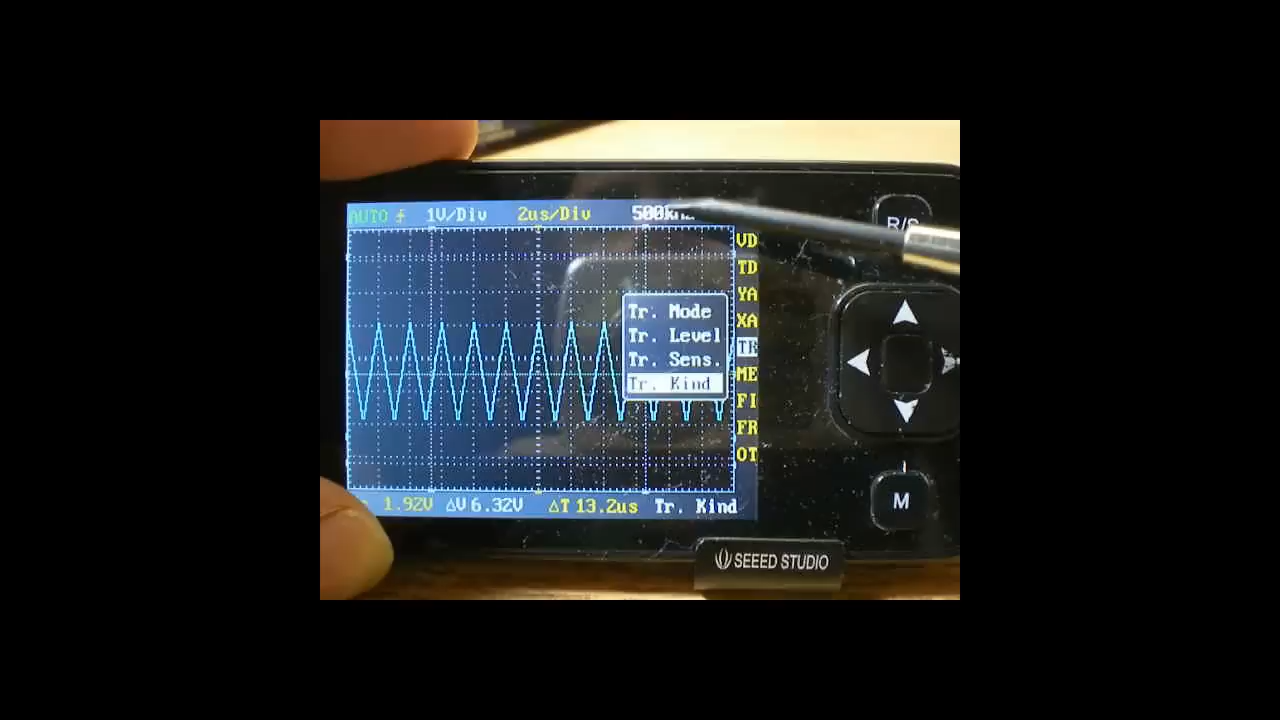 AUTO 1V/Div 2us/Div 500kHz
R/S
VD
TD
YA
XA
TR
ME
FI
FR
OT
Tr. Mode
Tr. Level
Tr. Sens.
Tr. Kind
1.92V ΔV 6.32V ΔT 13.2us Tr. Kind
M
SEEED STUDIO